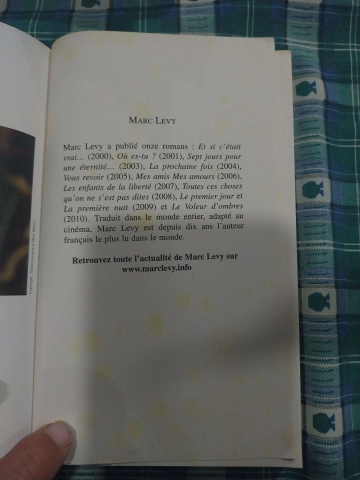 MARC LEVY
Marc Levy a publié onze romans : Et si c'était
vrai... (2000), Où es-tu ? (2001), Sept jours pour
une éternité... (2003), La prochaine fois (2004),
Vous revoir (2005), Mes amis Mes amours (2006),
Les enfants de la liberté (2007), Toutes ces choses
qu'on ne s'est pas dites (2008), Le premier jour et
La première nuit (2009) et Le Voleur d'ombres
(2010). Traduit dans le monde entier, adapté au
cinéma, Marc Levy est depuis dix ans l'auteur
français le plus lu dans le monde.
Retrouvez toute l'actualité de Marc Levy sur
www.marclevy.info